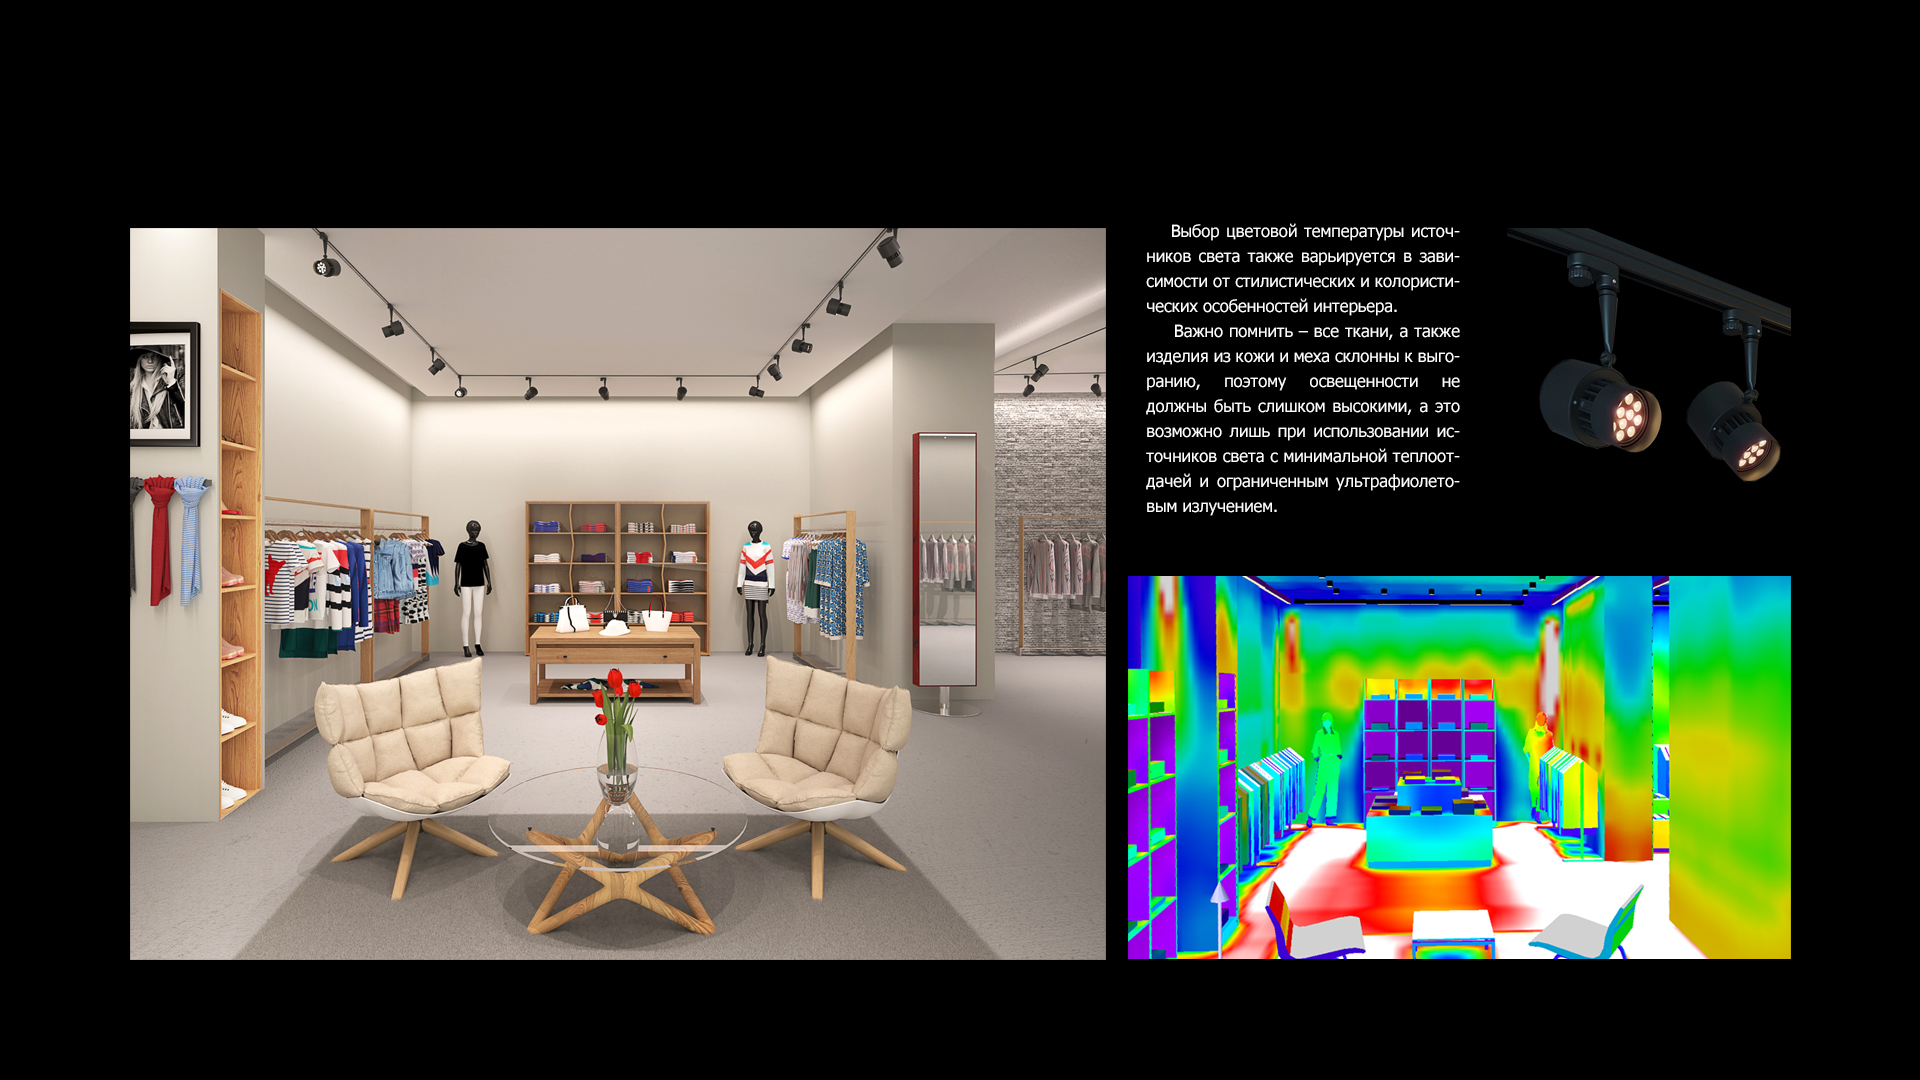 Выбор цветовой температуры источ-
ников света также варьируется в зави-
симости от стилистических и колористи-
ческих особенностей интерьера.
Важно помнить – все ткани, а также
изделия из кожи и меха склонны к выго-
ранию, поэтому освещенности не
должны быть слишком высокими, а это
возможно лишь при использовании ис-
точников света с минимальной теплоот-
дачей и ограниченным ультрафиолето-
вым излучением.